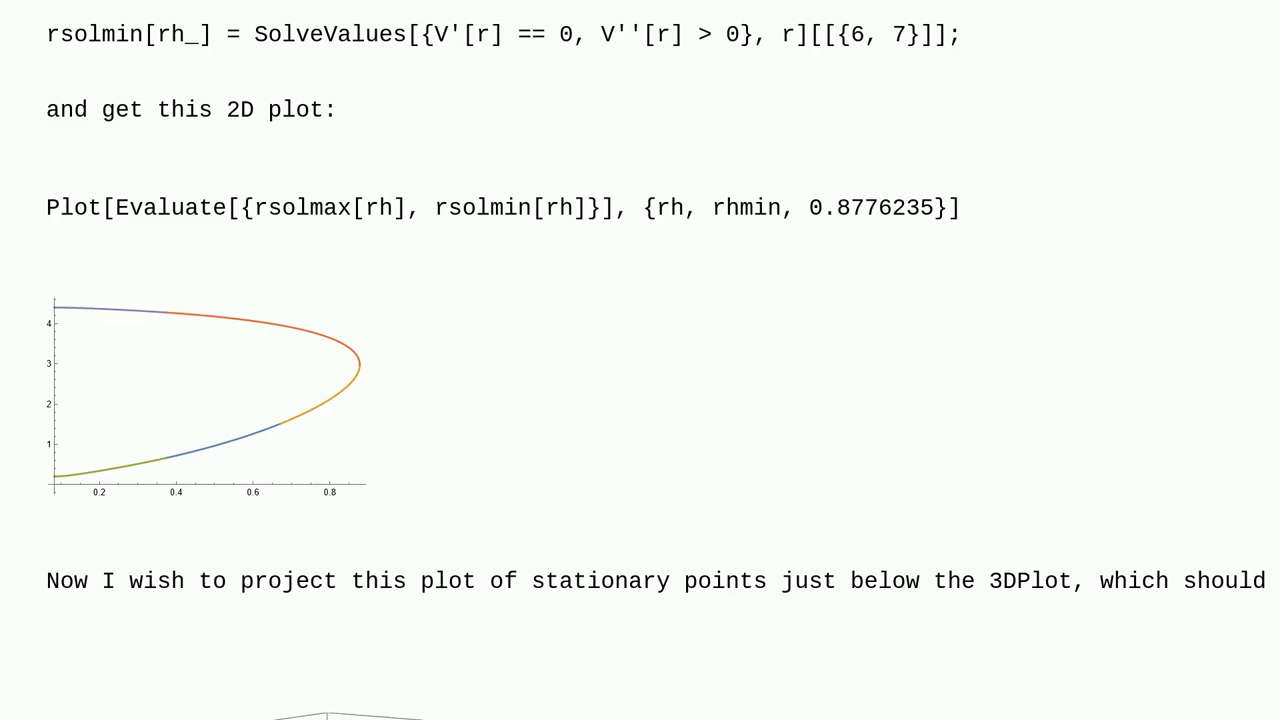 rsolmin[rh_] = SolveValues[{V'[r] == 0, V''[r] > 0}, r][[{6, 7}]];
and get this 2D plot:
Plot[Evaluate[{rsolmax[rh], rsolmin[rh]}], {rh, rhmin, 0.8776235}]
4
3
2
1
0.2 0.4 0.6 0.8
Now I wish to project this plot of stationary points just below the 3DPlot, which should